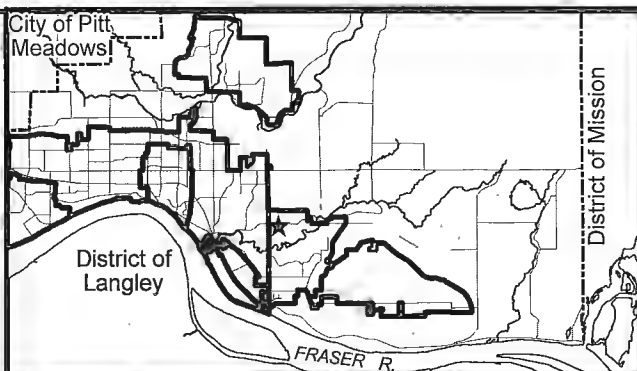 City of Pitt
Meadows
District of Mission
District of
Langley
FRASER R.